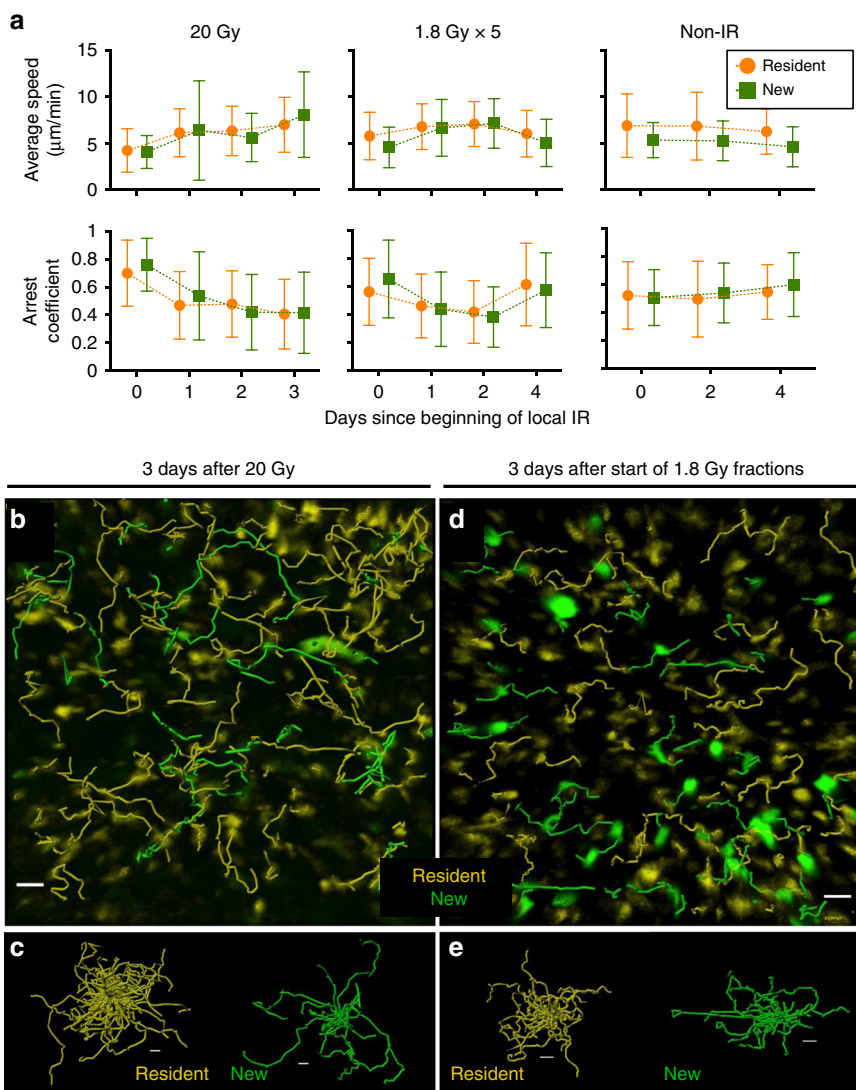 a
20 Gy
1.8 Gy × 5
Non-IR
Resident
New
Average speed
(µm/min)
15
10
5
0
Arrest
coefficient
1
0.8
0.6
0.4
0.2
0
0 1 2 3
0 1 2 4
0 2 4
Days since beginning of local IR
3 days after 20 Gy
3 days after start of 1.8 Gy fractions
b
d
Resident
New
c
Resident
New
e
Resident
New